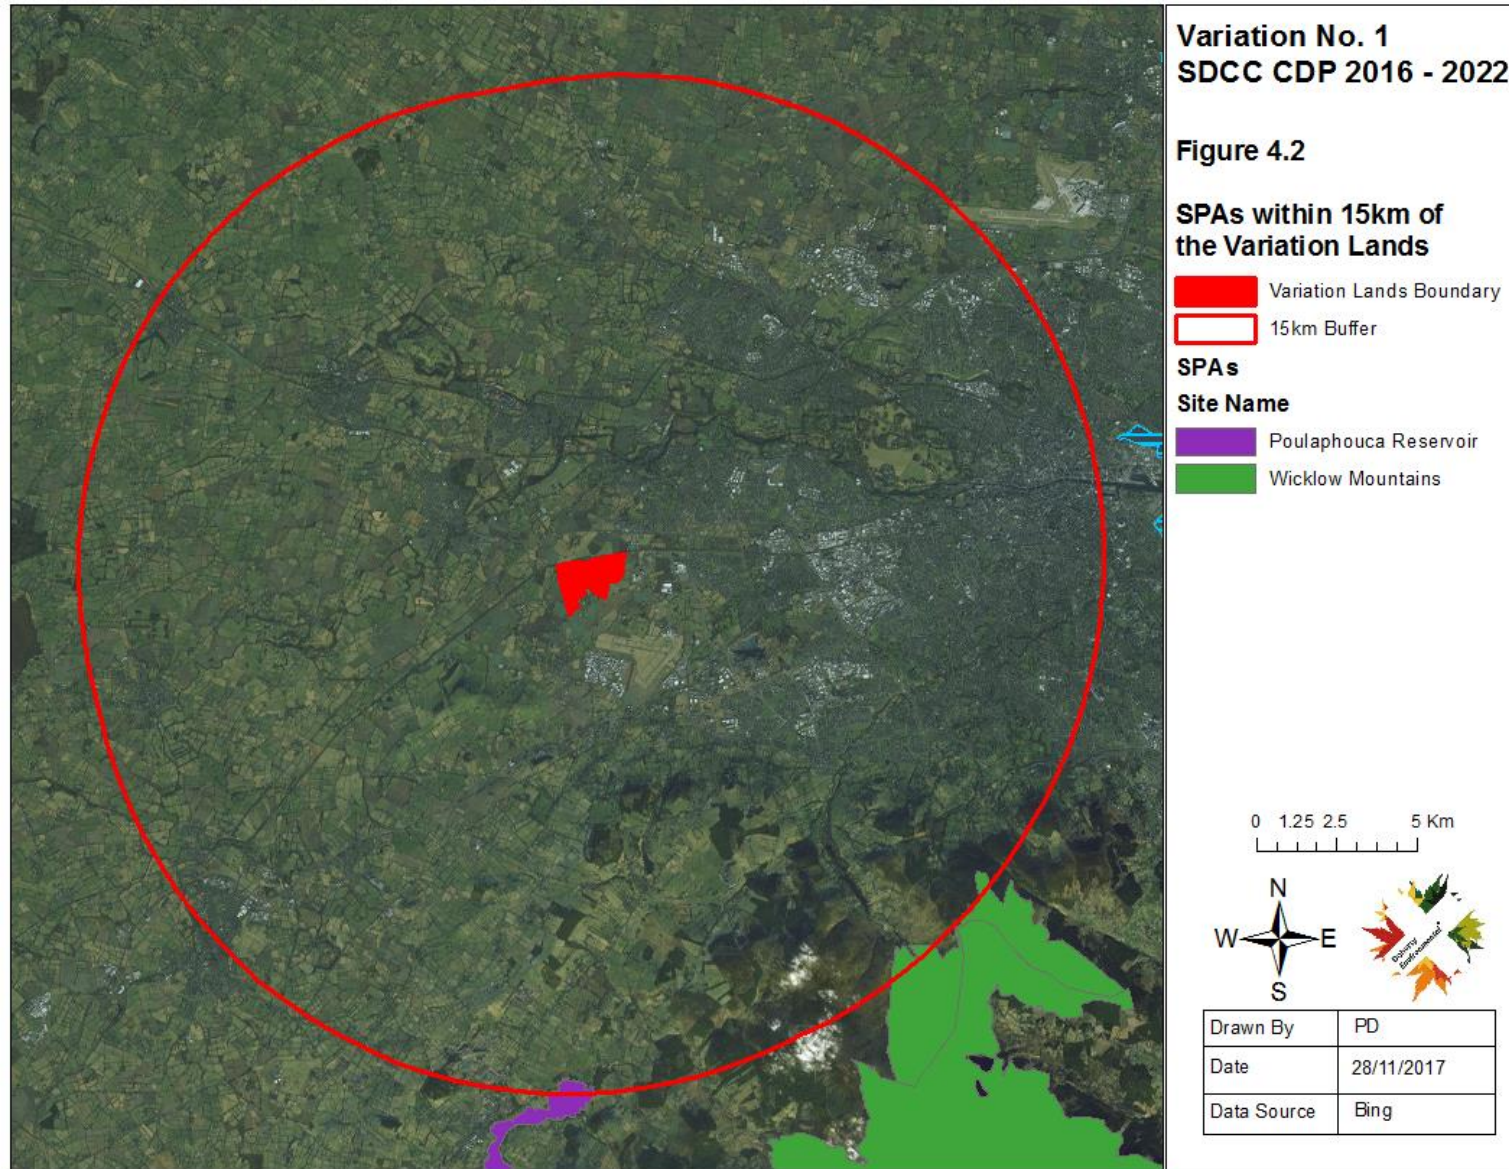 Variation No. 1
SDCC CDP 2016 - 2022
Figure 4.2
SPAs within 15km of
the Variation Lands
Variation Lands Boundary
15km Buffer
SPAs
Site Name
Poulaphouca Reservoir
Wicklow Mountains
0 1.25 2.5 5 Km
N
W E
S
Doherty
Environmental
Drawn By PD
Date 28/11/2017
Data Source Bing